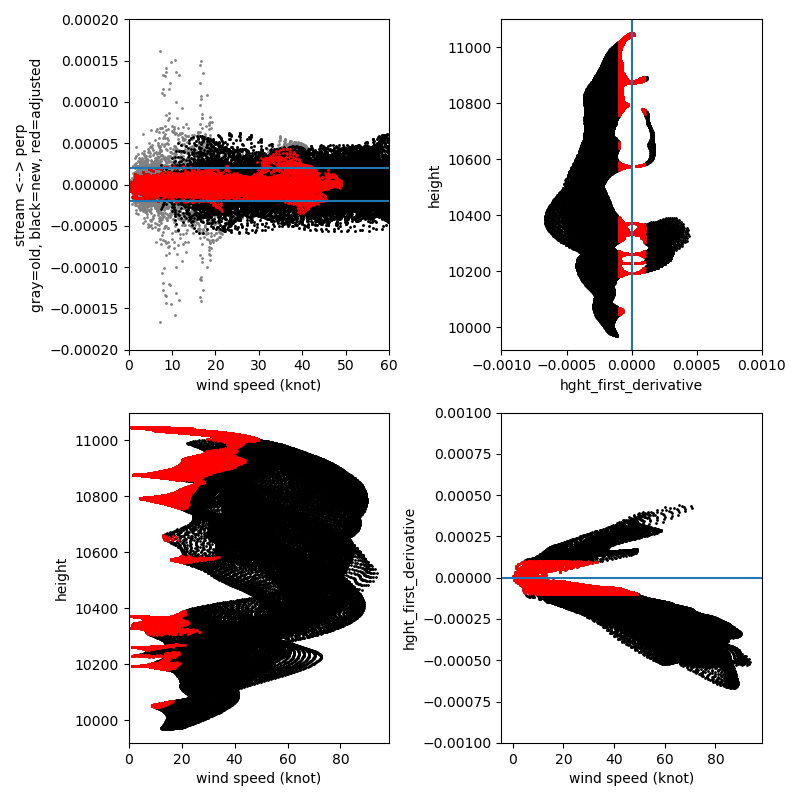 0.00020
0.00015
0.00010
0.00005
0.00000
−0.00005
−0.00010
−0.00015
−0.00020
stream <--> perp
gray=old, black=new, red=adjusted
0 10 20 30 40 50 60
wind speed (knot)
11000
10800
10600
10400
10200
10000
height
−0.0010 −0.0005 0.0000 0.0005 0.0010
hght_first_derivative
11000
10800
10600
10400
10200
10000
height
0 20 40 60 80
wind speed (knot)
0.00100
0.00075
0.00050
0.00025
0.00000
−0.00025
−0.00050
−0.00075
−0.00100
hght_first_derivative
0 20 40 60 80
wind speed (knot)